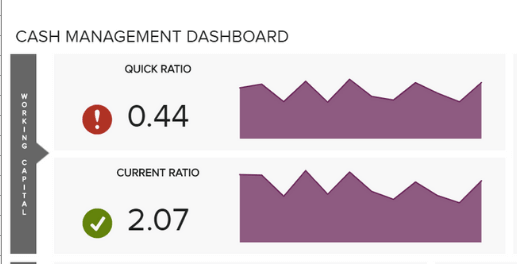 CASH MANAGEMENT DASHBOARD
WORKING CAPITAL
QUICK RATIO
0.44
CURRENT RATIO
2.07